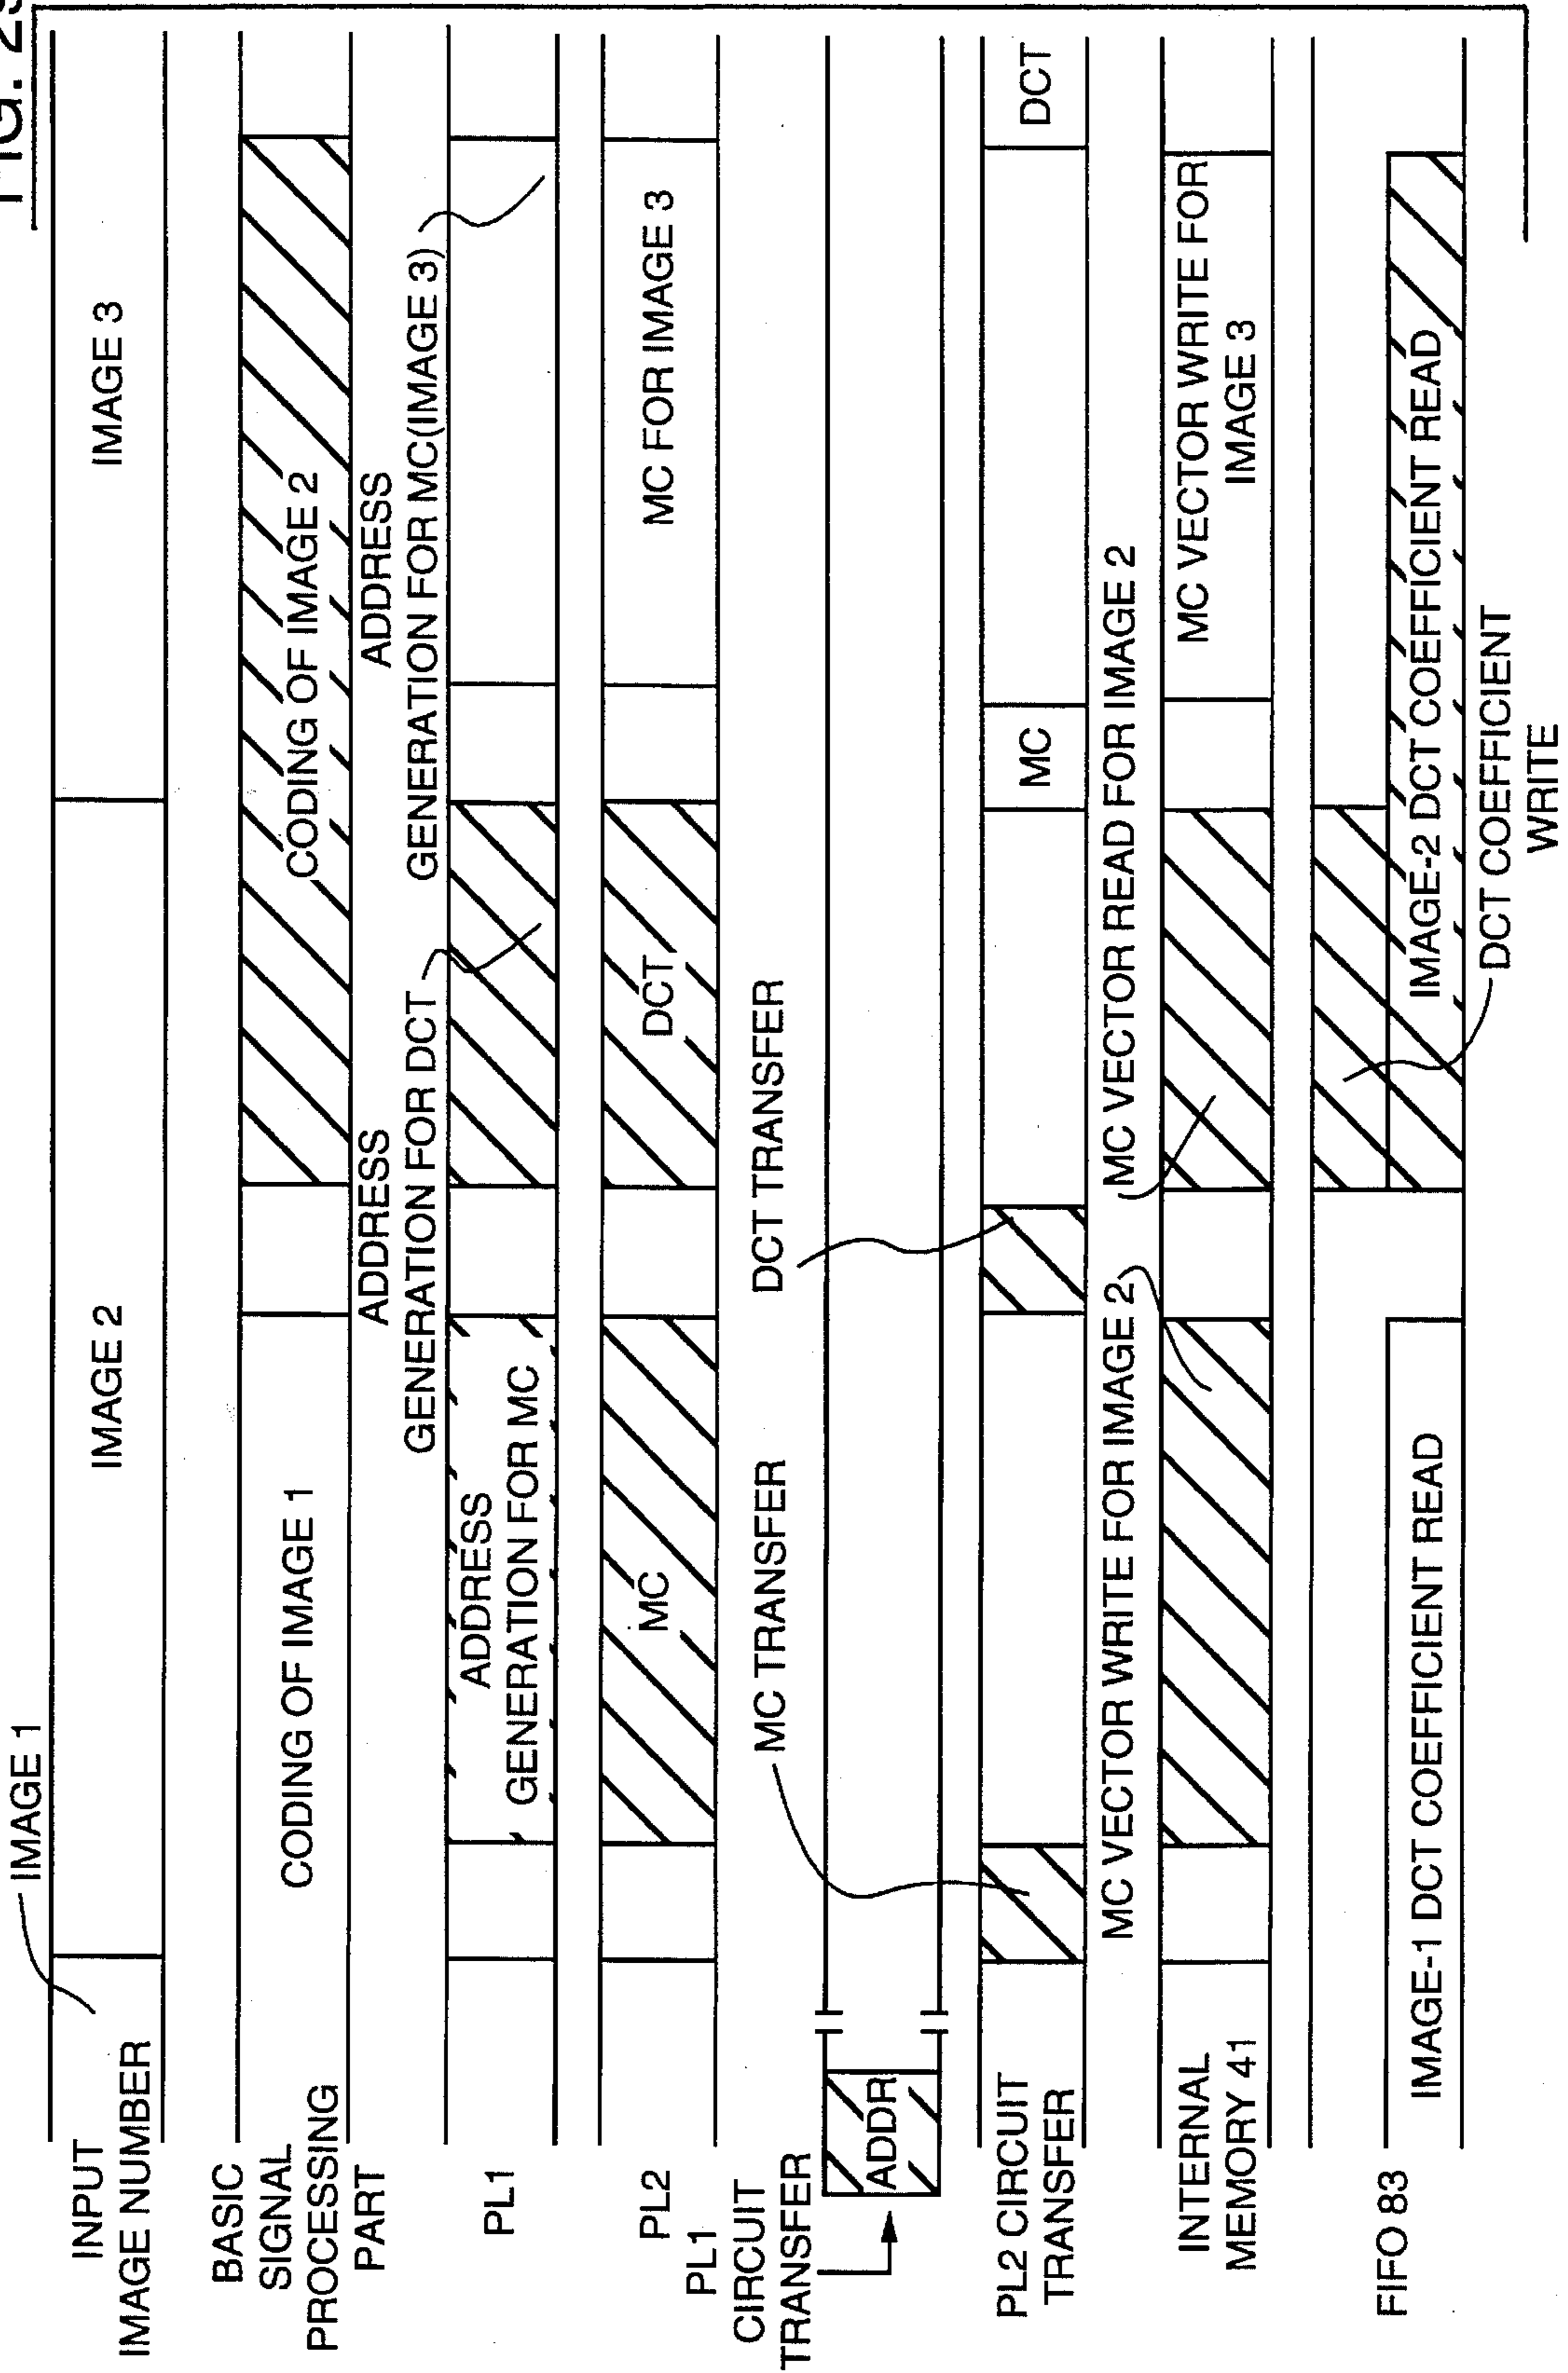 IMAGE 1
INPUT
IMAGE NUMBER
IMAGE 2
IMAGE 3
BASIC
SIGNAL
PROCESSING
PART
CODING OF IMAGE 1
CODING OF IMAGE 2
ADDRESS
GENERATION FOR DCT
ADDRESS
GENERATION FOR MC(IMAGE 3)
PL1
ADDRESS
GENERATION FOR MC
PL2
MC
DCT
MC FOR IMAGE 3
PL1
CIRCUIT
TRANSFER
ADDR
MC TRANSFER
DCT TRANSFER
PL2 CIRCUIT
TRANSFER
MC
DCT
MC VECTOR WRITE FOR IMAGE 2
MC VECTOR READ FOR IMAGE 2
INTERNAL
MEMORY 41
MC VECTOR WRITE FOR
IMAGE 3
FIFO 83
IMAGE-1 DCT COEFFICIENT READ
IMAGE-2 DCT COEFFICIENT READ
DCT COEFFICIENT
WRITE